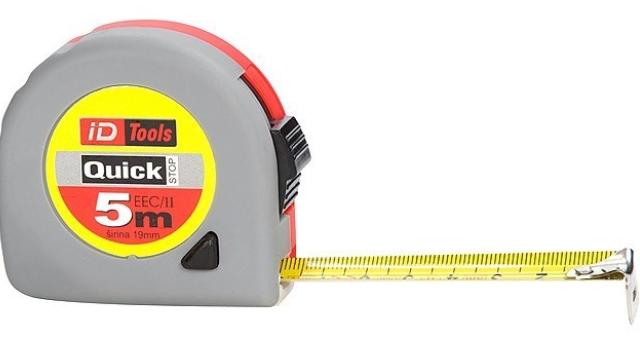 iD Tools
Quick STOP
5m EEC/II
širina 19mm